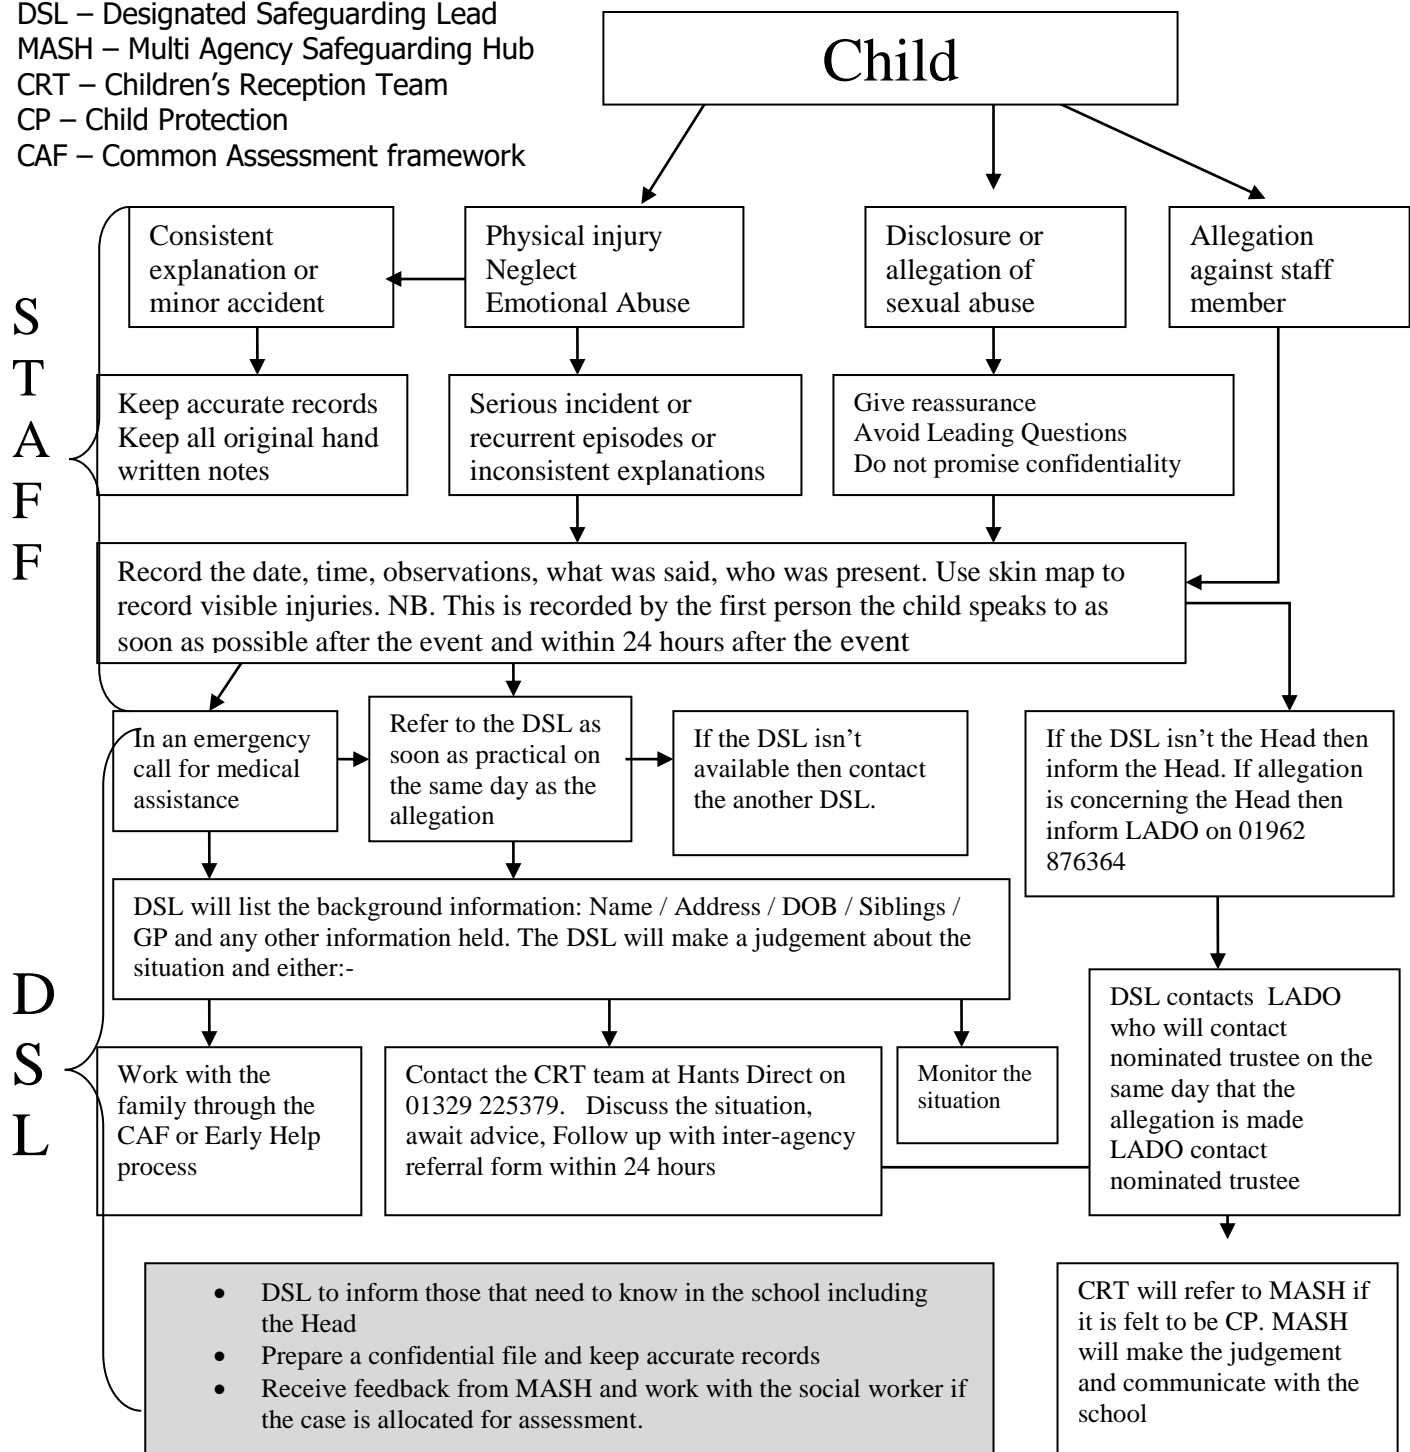 DSL – Designated Safeguarding Lead
MASH – Multi Agency Safeguarding Hub
CRT – Children’s Reception Team
CP – Child Protection
CAF – Common Assessment framework
Child
Consistent
explanation or
minor accident
Physical injury
Neglect
Emotional Abuse
Disclosure or
allegation of
sexual abuse
Allegation
against staff
member
S
T
A
F
F
Keep accurate records
Keep all original hand
written notes
Serious incident or
recurrent episodes or
inconsistent explanations
Give reassurance
Avoid Leading Questions
Do not promise confidentiality
Record the date, time, observations, what was said, who was present. Use skin map to
record visible injuries. NB. This is recorded by the first person the child speaks to as
soon as possible after the event and within 24 hours after the event
In an emergency
call for medical
assistance
Refer to the DSL as
soon as practical on
the same day as the
allegation
If the DSL isn’t
available then contact
the another DSL.
If the DSL isn’t the Head then
inform the Head. If allegation
is concerning the Head then
inform LADO on 01962
876364
DSL will list the background information: Name / Address / DOB / Siblings /
GP and any other information held. The DSL will make a judgement about the
situation and either:-
D
S
L
Work with the
family through the
CAF or Early Help
process
Contact the CRT team at Hants Direct on
01329 225379. Discuss the situation,
await advice, Follow up with inter-agency
referral form within 24 hours
Monitor the
situation
DSL contacts LADO
who will contact
nominated trustee on the
same day that the
allegation is made
LADO contact
nominated trustee
• DSL to inform those that need to know in the school including
the Head
• Prepare a confidential file and keep accurate records
• Receive feedback from MASH and work with the social worker if
the case is allocated for assessment.
CRT will refer to MASH if
it is felt to be CP. MASH
will make the judgement
and communicate with the
school